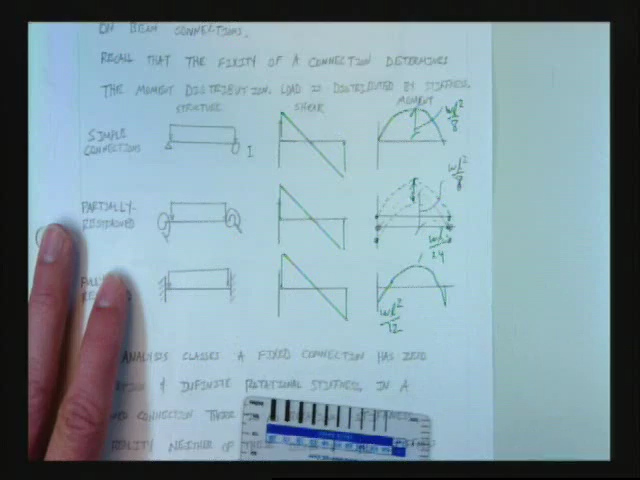 ON BEAM CONNECTIONS.
RECALL THAT THE FIXITY OF A CONNECTION DETERMINES
THE MOMENT DISTRIBUTION. LOAD IS DISTRIBUTED BY STIFFNESS.
STRUCTURE SHEAR MOMENT
SIMPLE CONNECTIONS I wl²/8
PARTIALLY-RESTRAINED wl²/8
wl²/24
wl²/12
ANALYSIS CLASSES A FIXED CONNECTION HAS ZERO
& INFINITE ROTATIONAL STIFFNESS. IN A
CONNECTION THERE
REALITY NEITHER OF THESE